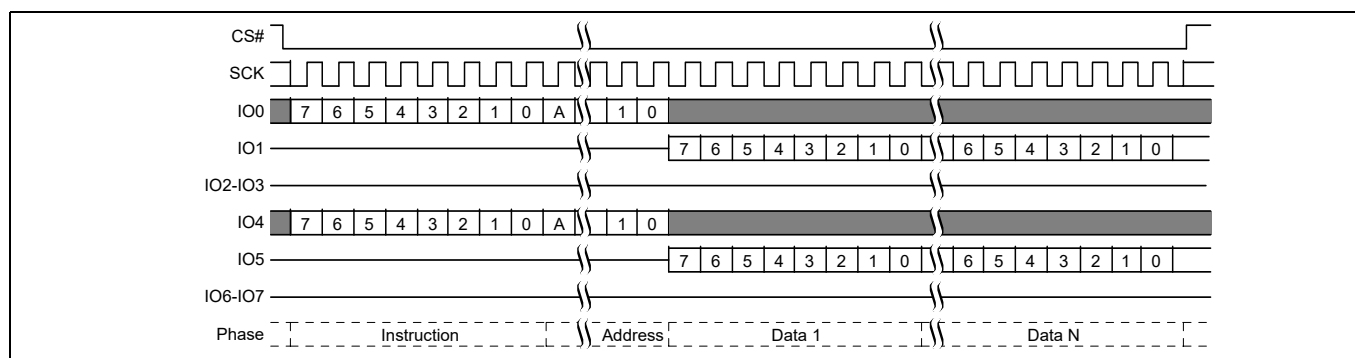 CS#
SCK
IO0 7 6 5 4 3 2 1 0 A 1 0
IO1 7 6 5 4 3 2 1 0 6 5 4 3 2 1 0
IO2-IO3
IO4 7 6 5 4 3 2 1 0 A 1 0
IO5 7 6 5 4 3 2 1 0 6 5 4 3 2 1 0
IO6-IO7
Phase Instruction Address Data 1 Data N